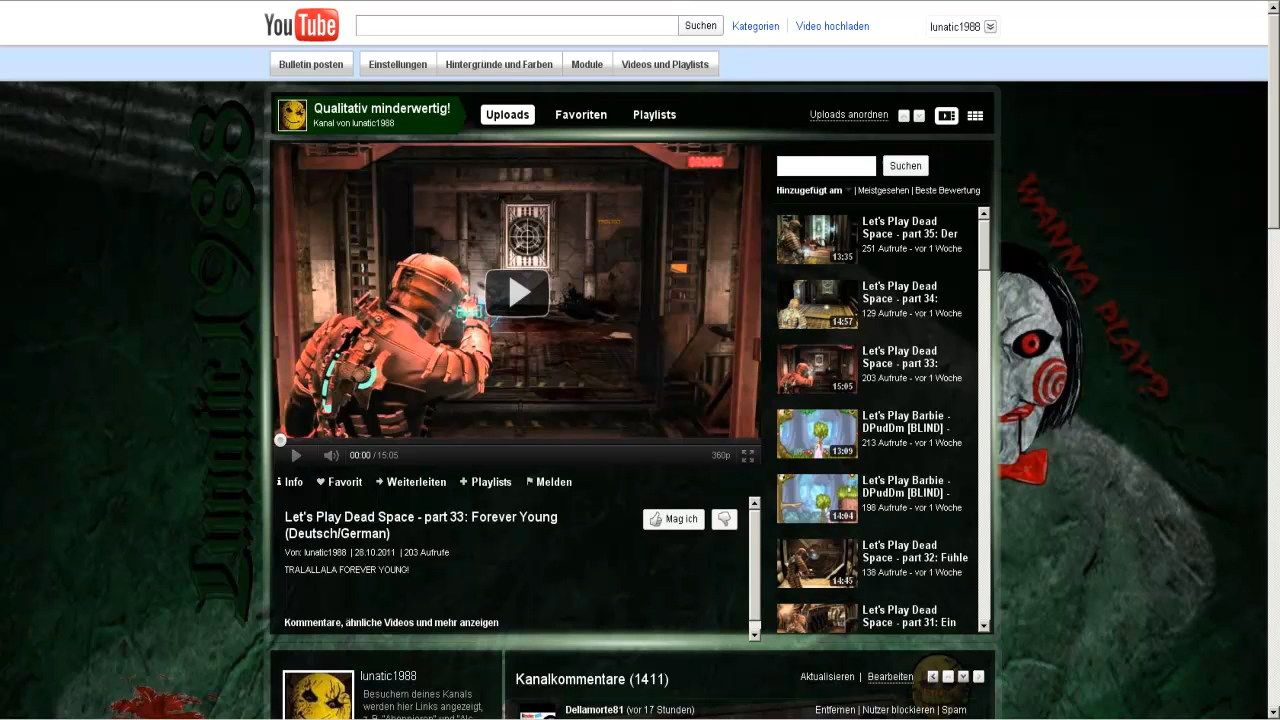 YouTube
Suchen
Kategorien
Video hochladen
lunatic1988
Bulletin posten
Einstellungen
Hintergründe und Farben
Module
Videos und Playlists
Lunatic1988
Qualitativ minderwertig!
Kanal von lunatic1988
Uploads
Favoriten
Playlists
Uploads anordnen
Suchen
Hinzugefügt am | Meistgesehen | Beste Bewertung
WANNA PLAY?
Let's Play Dead
Space - part 35: Der
251 Aufrufe - vor 1 Woche
13:35
Let's Play Dead
Space - part 34:
129 Aufrufe - vor 1 Woche
14:57
Let's Play Dead
Space - part 33:
203 Aufrufe - vor 1 Woche
15:05
Let's Play Barbie -
DPudDm [BLIND] -
213 Aufrufe - vor 1 Woche
13:09
Let's Play Barbie -
DPudDm [BLIND] -
198 Aufrufe - vor 1 Woche
14:04
Let's Play Dead
Space - part 32: Fühle
138 Aufrufe - vor 1 Woche
14:45
Let's Play Dead
Space - part 31: Ein
00:00 / 15:05
360p
Info
Favorit
Weiterleiten
Playlists
Melden
Let's Play Dead Space - part 33: Forever Young
(Deutsch/German)
Mag ich
Von: lunatic1988 | 28.10.2011 | 203 Aufrufe
TRALALLALA FOREVER YOUNG!
Kommentare, ähnliche Videos und mehr anzeigen
lunatic1988
Besuchern deines Kanals
werden hier Links angezeigt,
z. B. "Abonnieren" und "Als
Kanalkommentare (1411)
Aktualisieren | Bearbeiten
Dellamorte81 (vor 17 Stunden)
Entfernen | Nutzer blockieren | Spam